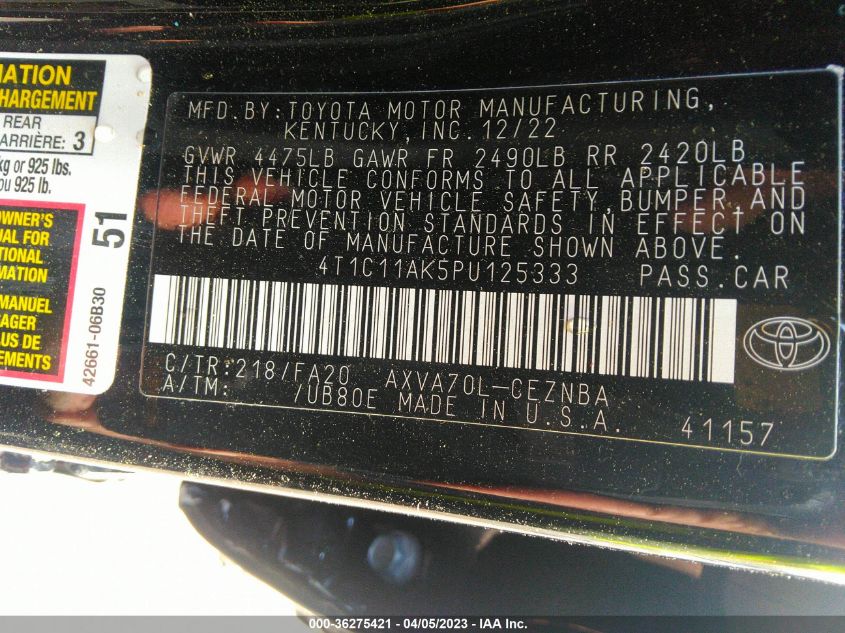 MATION
HARGEMENT
REAR
ARRIÈRE: 3
kg or 925 lbs.
ou 925 lb.
OWNER'S
UAL FOR
TIONAL
RMATION
MANUEL
AGER
LUS DE
EMENTS
51
42661-06B30
MFD.BY:TOYOTA MOTOR MANUFACTURING,
KENTUCKY,INC.12/22
GVWR 4475LB GAWR FR 2490LB RR 2420LB
THIS VEHICLE CONFORMS TO ALL APPLICABLE
FEDERAL MOTOR VEHICLE SAFETY,BUMPER,AND
THEFT PREVENTION STANDARDS IN EFFECT ON
THE DATE OF MANUFACTURE SHOWN ABOVE.
4T1C11AK5PU125333 PASS.CAR
C/TR:218/FA20 AXVA70L-CEZNBA
A/TM: /UB80E MADE IN U.S.A.
41157
000-36275421 - 04/05/2023 - IAA Inc.